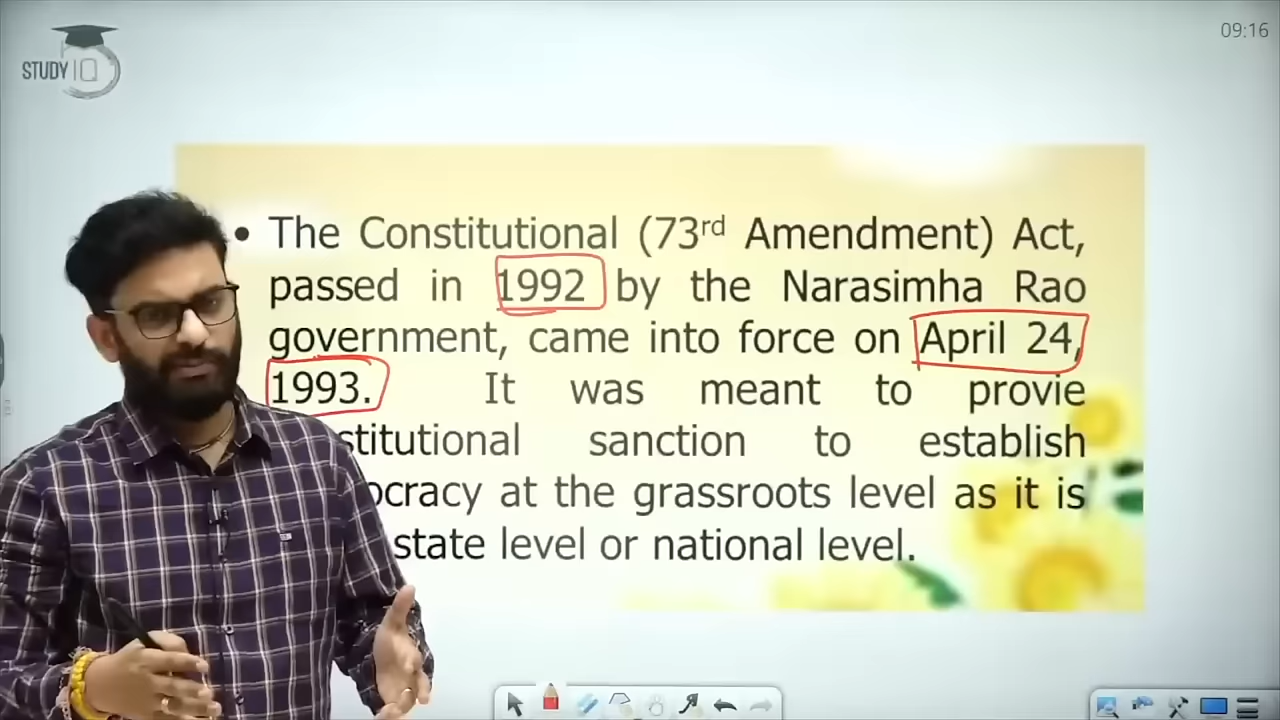 STUDY IQ
09:16
• The Constitutional (73rd Amendment) Act,
passed in 1992 by the Narasimha Rao
government, came into force on April 24,
1993. It was meant to provie
stitutional sanction to establish
ocracy at the grassroots level as it is
state level or national level.